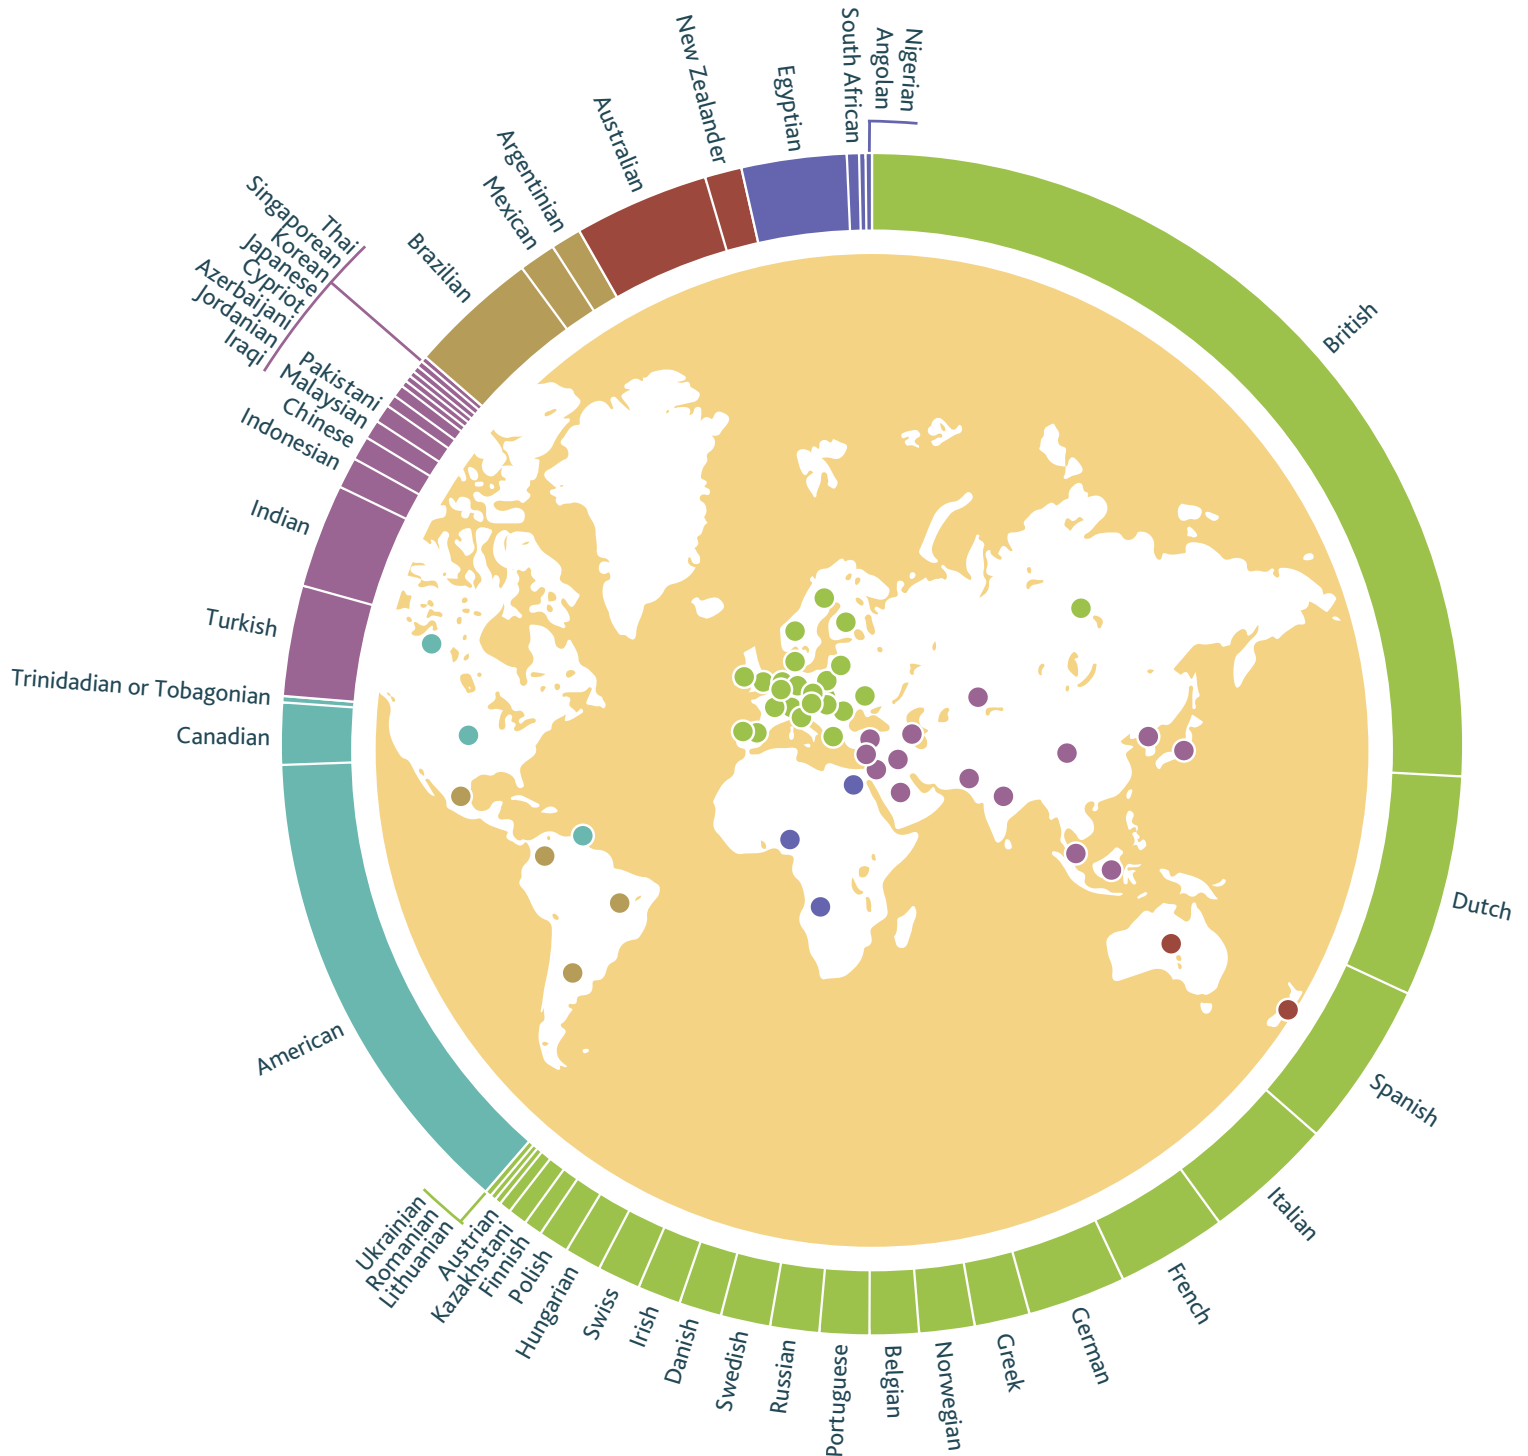 British
Dutch
Spanish
Italian
French
German
Greek
Norwegian
Belgian
Portuguese
Russian
Swedish
Danish
Irish
Swiss
Hungarian
Polish
Finnish
Kazakhstani
Austrian
Lithuanian
Romanian
Ukrainian
American
Canadian
Trinidadian or Tobagonian
Turkish
Indian
Indonesian
Chinese
Malaysian
Pakistani
Iraqi
Jordanian
Azerbaijani
Cypriot
Japanese
Korean
Singaporean
Thai
Brazilian
Mexican
Argentinian
Australian
New Zealander
Egyptian
South African
Angolan
Nigerian